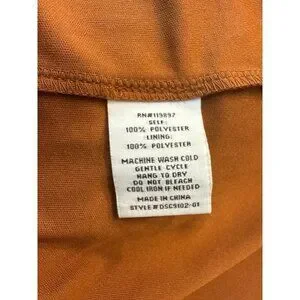 RN#119897
SELF:
100% POLYESTER
LINING:
100% POLYESTER
MACHINE WASH COLD
GENTLE CYCLE
HANG TO DRY
DO NOT BLEACH
COOL IRON IF NEEDED
MADE IN CHINA
STYLE#DSC9102-01